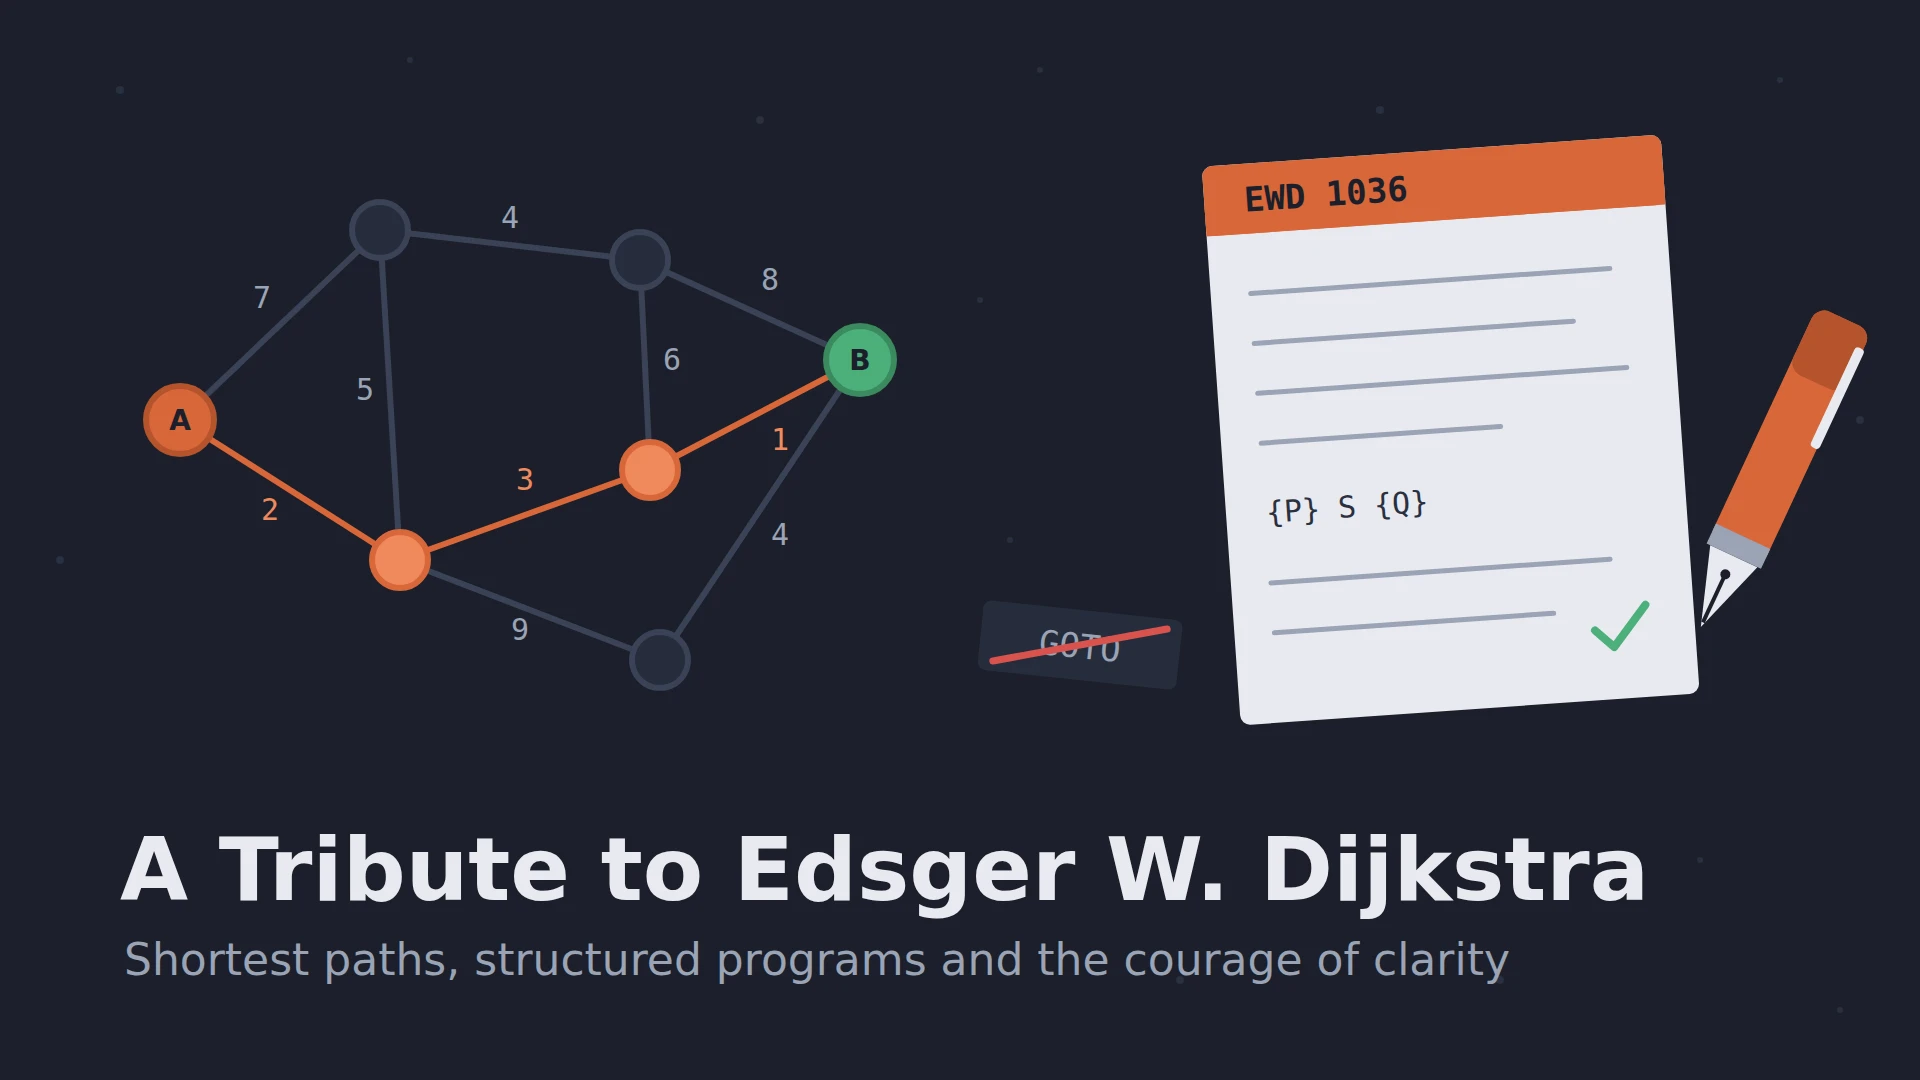 4
7
8
5
6
A
B
3
1
2
4
9
GOTO
EWD 1036
{P} S {Q}
A Tribute to Edsger W. Dijkstra
Shortest paths, structured programs and the courage of clarity